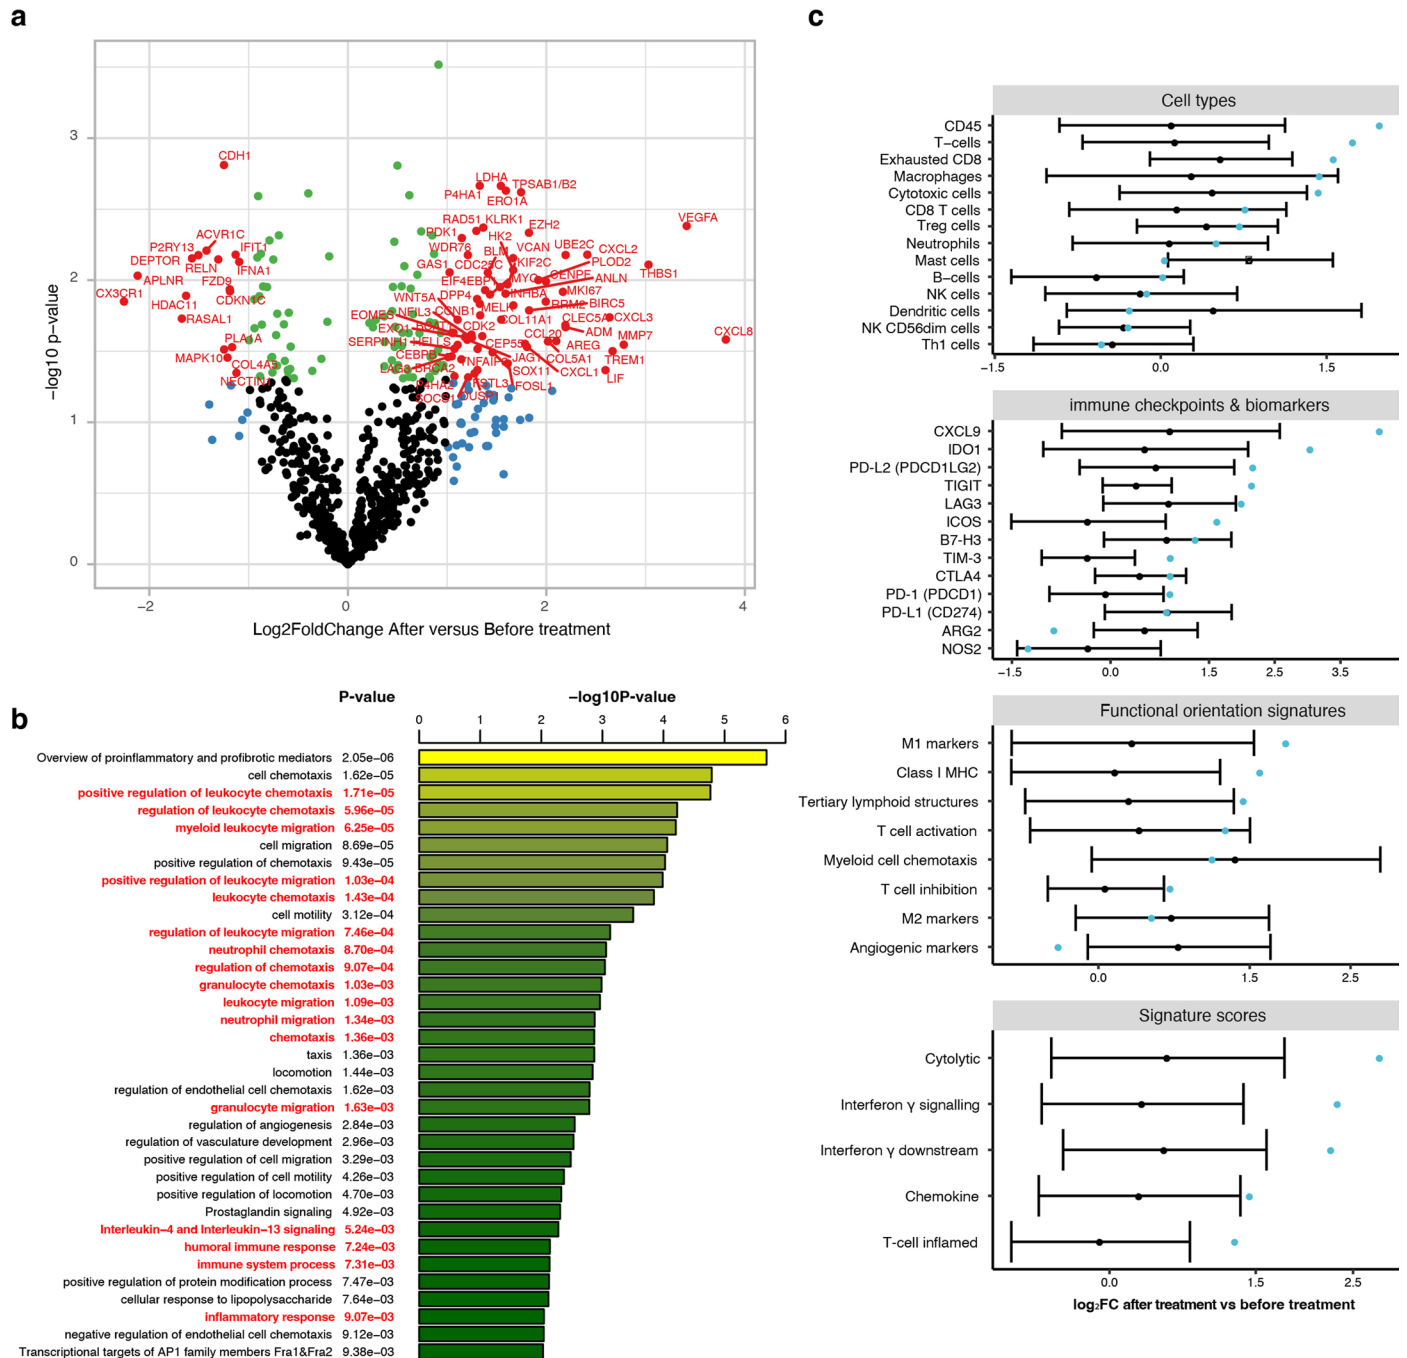 a
3
2
1
0
−log10 p−value
−2
0
2
4
Log2FoldChange After versus Before treatment
CDH1
ACVR1C
P2RY13
IFIT1
DEPTOR
RELN
IFNA1
APLNR
FZD9
CX3CR1
HDAC11
CDKN1C
RASAL1
PLA1A
MAPK10
COL4A5
NECTIN1
LDHA
TPSAB1/B2
P4HA1
ERO1A
VEGFA
RAD51
KLRK1
EZH2
PDK1
HK2
WDR76
BLM
VCAN
UBE2C
CXCL2
GAS1
CDC25C
KIF2C
PLOD2
THBS1
EIF4EBP1
MYC
CENPE
ANLN
WNT5A
DPP4
INHBA
MKI67
RRM2
BIRC5
EOMES
NFIL3
CCNB1
MELK
COL11A1
CLEC5A
CXCL3
EXO1
CDK2
CCL20
ADM
MMP7
CXCL8
SERPINH1
HELLS
CEP55
AREG
CEBPB
TNFAIP6
JAG1
COL5A1
TREM1
LAG3
BRCA2
SOX11
CXCL1
LIF
P4HA2
FSTL3
FOSL1
SOCS1
DUSP1
b
P-value
−log10P-value
0 1 2 3 4 5 6
Overview of proinflammatory and profibrotic mediators 2.05e−06
cell chemotaxis 1.62e−05
positive regulation of leukocyte chemotaxis 1.71e−05
regulation of leukocyte chemotaxis 5.96e−05
myeloid leukocyte migration 6.25e−05
cell migration 8.69e−05
positive regulation of chemotaxis 9.43e−05
positive regulation of leukocyte migration 1.03e−04
leukocyte chemotaxis 1.43e−04
cell motility 3.12e−04
regulation of leukocyte migration 7.46e−04
neutrophil chemotaxis 8.70e−04
regulation of chemotaxis 9.07e−04
granulocyte chemotaxis 1.03e−03
leukocyte migration 1.09e−03
neutrophil migration 1.34e−03
chemotaxis 1.36e−03
taxis 1.36e−03
locomotion 1.44e−03
regulation of endothelial cell chemotaxis 1.62e−03
granulocyte migration 1.63e−03
regulation of angiogenesis 2.84e−03
regulation of vasculature development 2.96e−03
positive regulation of cell migration 3.29e−03
positive regulation of cell motility 4.26e−03
positive regulation of locomotion 4.70e−03
Prostaglandin signaling 4.92e−03
Interleukin−4 and Interleukin−13 signaling 5.24e−03
humoral immune response 7.24e−03
immune system process 7.31e−03
positive regulation of protein modification process 7.47e−03
cellular response to lipopolysaccharide 7.64e−03
inflammatory response 9.07e−03
negative regulation of endothelial cell chemotaxis 9.12e−03
Transcriptional targets of AP1 family members Fra1&Fra2 9.38e−03
c
Cell types
CD45
T−cells
Exhausted CD8
Macrophages
Cytotoxic cells
CD8 T cells
Treg cells
Neutrophils
Mast cells
B−cells
NK cells
Dendritic cells
NK CD56dim cells
Th1 cells
−1.5 0.0 1.5
immune checkpoints & biomarkers
CXCL9
IDO1
PD-L2 (PDCD1LG2)
TIGIT
LAG3
ICOS
B7-H3
TIM-3
CTLA4
PD-1 (PDCD1)
PD-L1 (CD274)
ARG2
NOS2
−1.5 0.0 1.5 2.5 3.5
Functional orientation signatures
M1 markers
Class I MHC
Tertiary lymphoid structures
T cell activation
Myeloid cell chemotaxis
T cell inhibition
M2 markers
Angiogenic markers
0.0 1.5 2.5
Signature scores
Cytolytic
Interferon γ signalling
Interferon γ downstream
Chemokine
T-cell inflamed
0.0 1.5 2.5
log₂FC after treatment vs before treatment